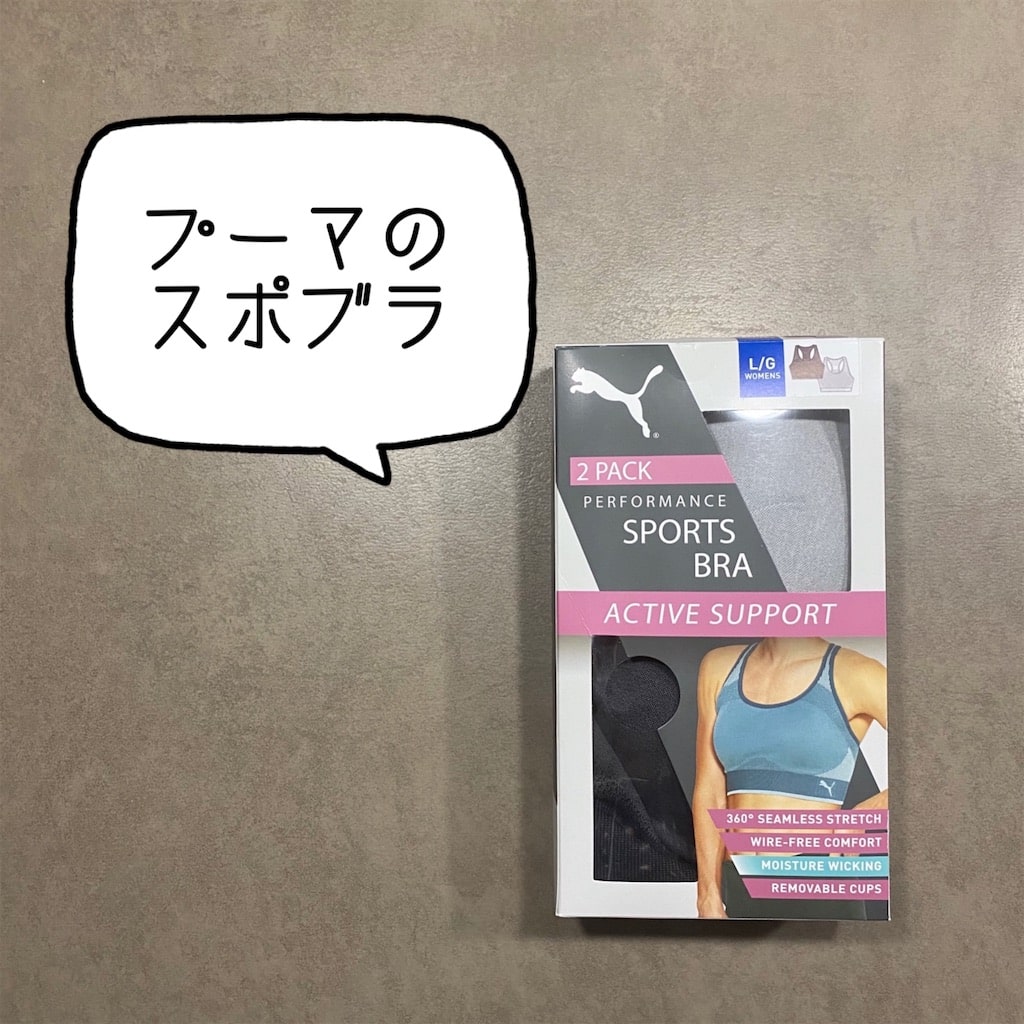 プーマの
スポブラ
L/G
WOMENS
2 PACK
PERFORMANCE
SPORTS
BRA
ACTIVE SUPPORT
360° SEAMLESS STRETCH
WIRE-FREE COMFORT
MOISTURE WICKING
REMOVABLE CUPS